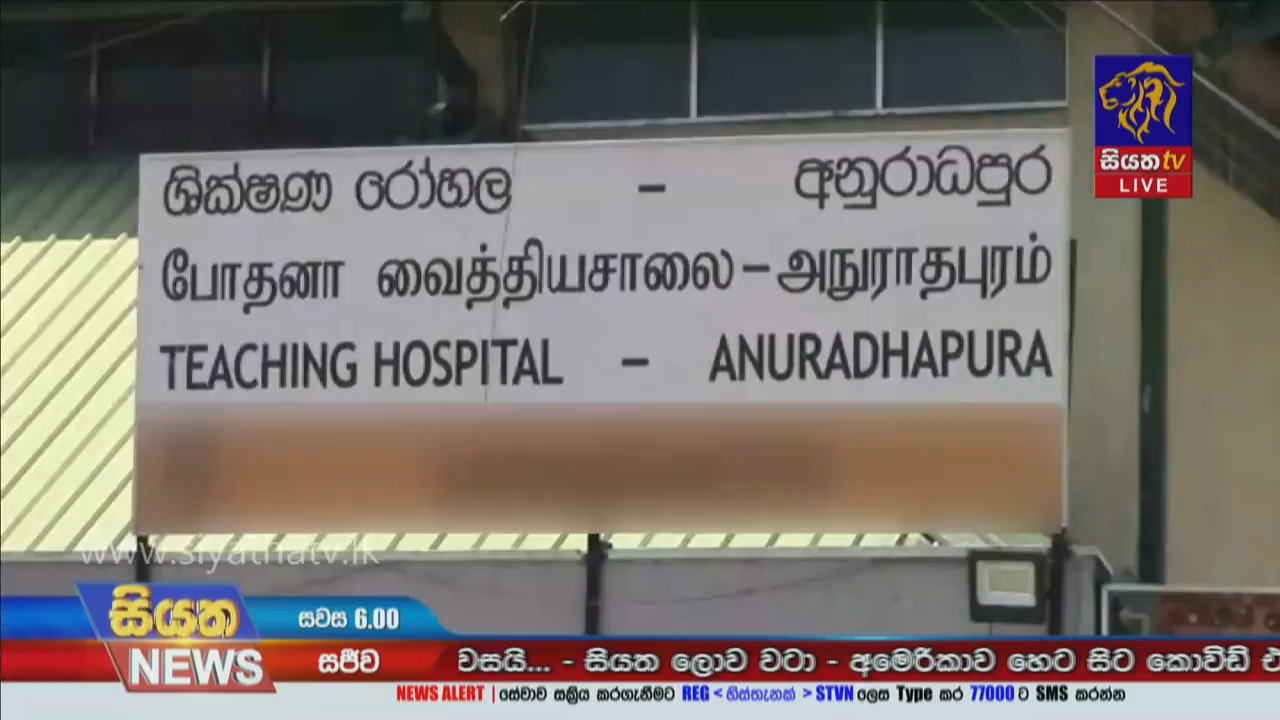 ශික්ෂණ රෝහල - අනුරාධපුර
போதனா வைத்தியசாலை - அநுராதபுரம்
TEACHING HOSPITAL - ANURADHAPURA
සියත tv
LIVE
www.siyathatv.lk
සියත
NEWS
සවස 6.00
සජීව
වසයි... - සියත ලොව වටා - අමෙරිකාව හෙට සිට කොවිඩ්
NEWS ALERT | සේවාව සක්‍රිය කරගැනීමට REG < හිස්තැනක් > STVN ලෙස Type කර 77000 ට SMS කරන්න